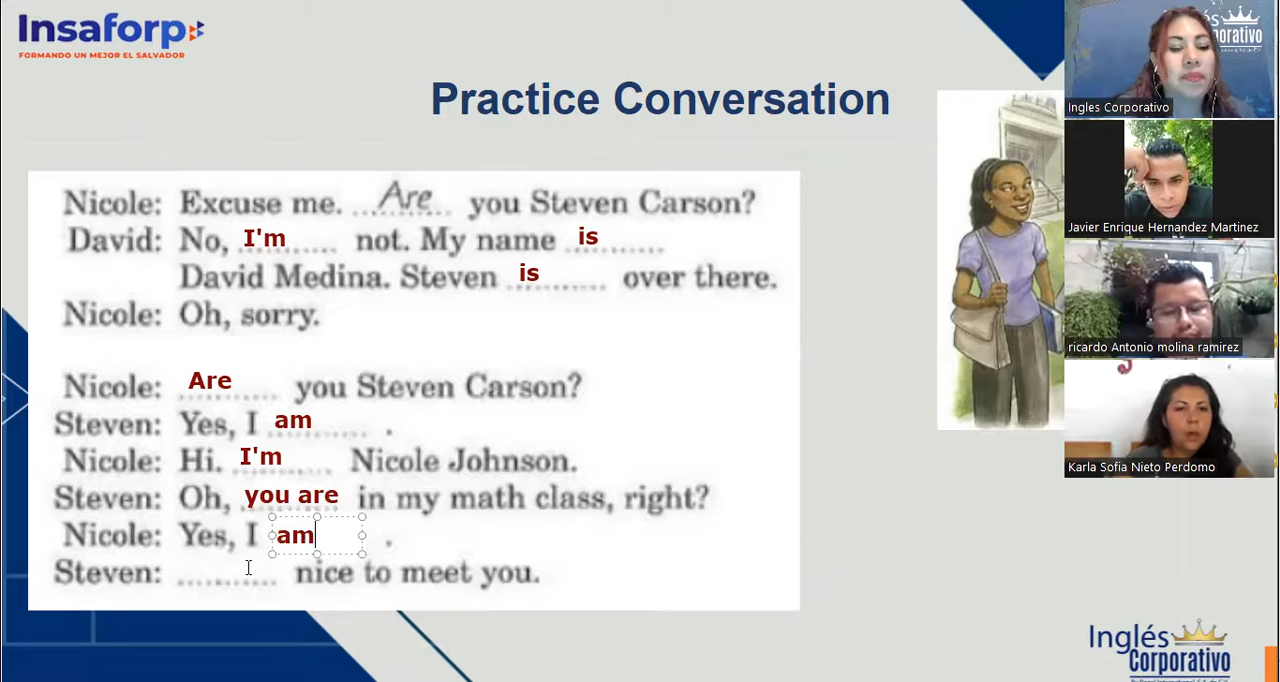 Insaforp
FORMANDO UN MEJOR EL SALVADOR
Practice Conversation
Nicole: Excuse me. Are you Steven Carson?
David: No, I'm not. My name is
David Medina. Steven is over there.
Nicole: Oh, sorry.
Nicole: Are you Steven Carson?
Steven: Yes, I am .
Nicole: Hi. I'm Nicole Johnson.
Steven: Oh, you are in my math class, right?
Nicole: Yes, I am .
Steven: .......... nice to meet you.
Ingles Corporativo
Javier Enrique Hernandez Martinez
ricardo Antonio molina ramirez
Karla Sofia Nieto Perdomo
Inglés
Corporativo